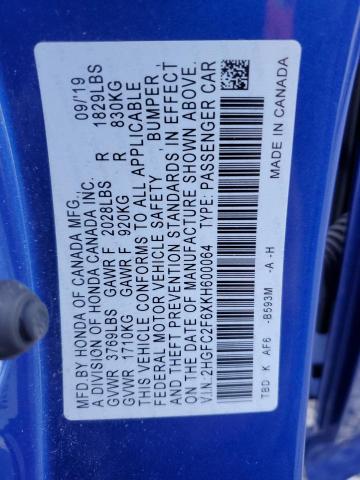 MFD.BY HONDA OF CANADA MFG. 09/19
A DIVISION OF HONDA CANADA INC.
GVWR 3769LBS GAWR F 2028LBS R 1829LBS
GVWR 1710KG GAWR F 920KG R 830KG
THIS VEHICLE CONFORMS TO ALL APPLICABLE
FEDERAL MOTOR VEHICLE SAFETY, BUMPER,
AND THEFT PREVENTION STANDARDS IN EFFECT
ON THE DATE OF MANUFACTURE SHOWN ABOVE.
V.I.N: 2HGFC2F6XKH600064 TYPE: PASSENGER CAR
TBD K AF6 -B593M -A -H
MADE IN CANADA